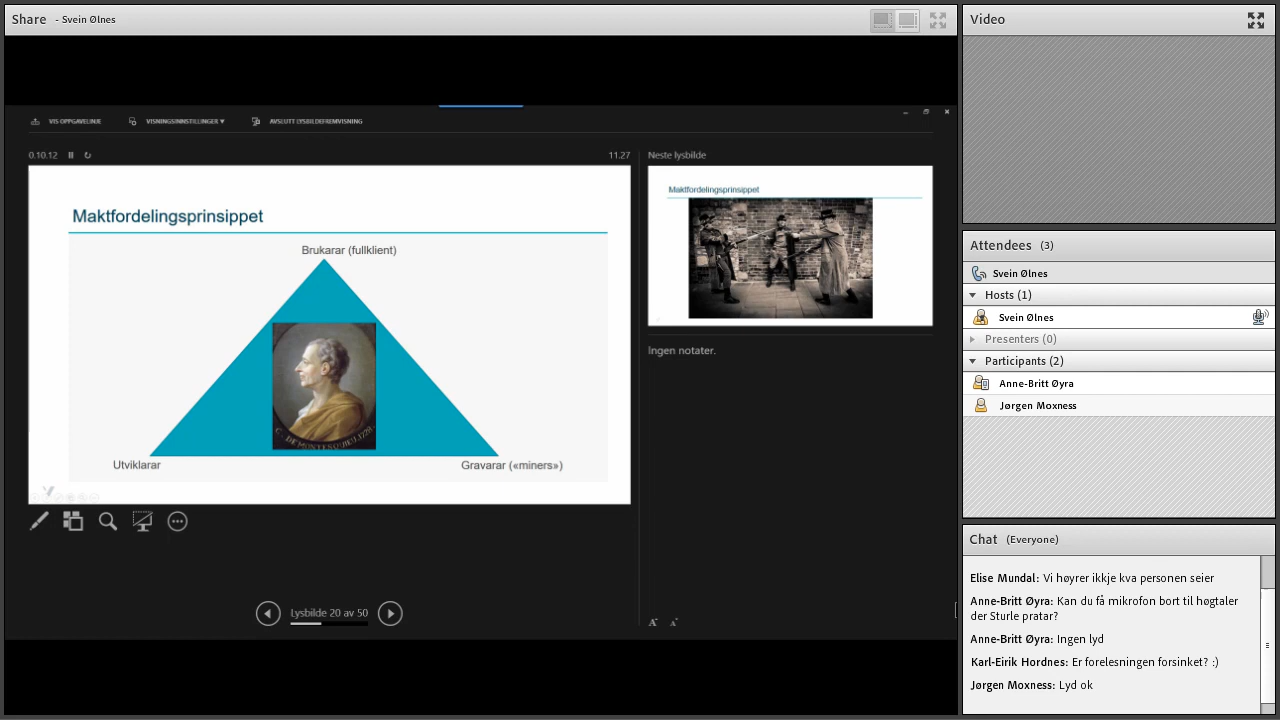 Share - Svein Ølnes
VIS OPPGAVELINJE VISNINGSINNSTILLINGER AVSLUTT LYSBILDEFREMVISNING
0.10.12 11.27
Maktfordelingsprinsippet
Brukarar (fullklient)
C. DE MONTESQUIEU. 1728.
Utviklarar Gravarar («miners»)
Lysbilde 20 av 50
Neste lysbilde
Maktfordelingsprinsippet
Ingen notater.
A A
Video
Attendees (3)
Svein Ølnes
Hosts (1)
Svein Ølnes
Presenters (0)
Participants (2)
Anne-Britt Øyra
Jørgen Moxness
Chat (Everyone)
Elise Mundal: Vi høyrer ikkje kva personen seier
Anne-Britt Øyra: Kan du få mikrofon bort til høgtaler
der Sturle pratar?
Anne-Britt Øyra: Ingen lyd
Karl-Eirik Hordnes: Er forelesningen forsinket? :)
Jørgen Moxness: Lyd ok